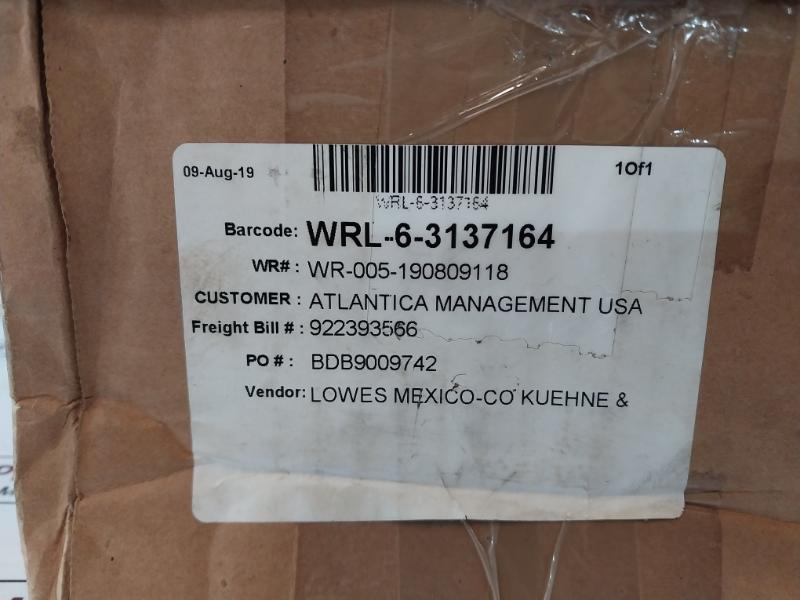 09-Aug-19 1Of1
WRL-6-3137164
Barcode: WRL-6-3137164
WR# : WR-005-190809118
CUSTOMER : ATLANTICA MANAGEMENT USA
Freight Bill # : 922393566
PO # : BDB9009742
Vendor: LOWES MEXICO-CO KUEHNE &